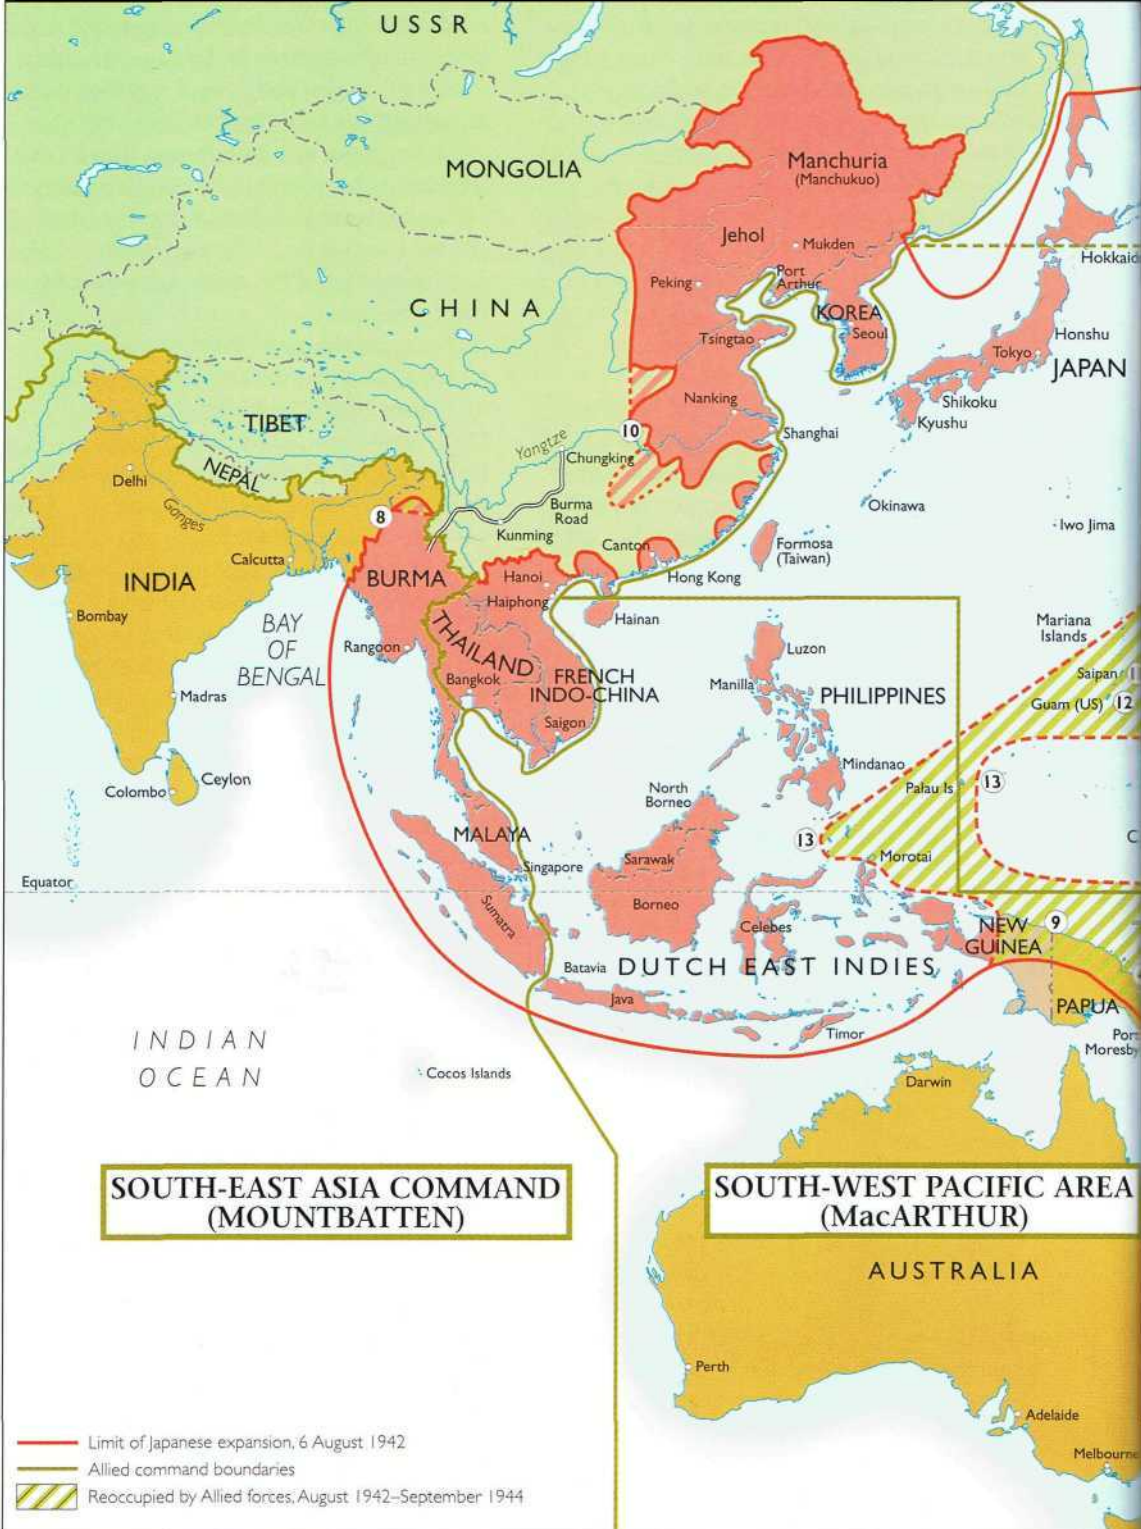 USSR
MONGOLIA
Manchuria
(Manchukuo)
Jehol
Mukden
Hokkaid
Peking
Port
Arthur
CHINA
KOREA
Seoul
Tsingtao
Honshu
Tokyo
JAPAN
Nanking
Shikoku
Kyushu
TIBET
10
Shanghai
Yangtze
Chungking
NEPAL
Delhi
Ganges
8
Burma
Road
Okinawa
Iwo Jima
Kunming
Canton
Formosa
(Taiwan)
Calcutta
INDIA
BURMA
Hanoi
Hong Kong
Haiphong
Hainan
Bombay
BAY
OF
BENGAL
Mariana
Islands
Rangoon
THAILAND
Luzon
Bangkok
FRENCH
INDO-CHINA
Manilla
PHILIPPINES
Saipan
Guam (US)
12
Madras
Saigon
Mindanao
Ceylon
Colombo
North
Borneo
Palau Is
13
MALAYA
13
Morotai
C
Singapore
Sarawak
Equator
Sumatra
Borneo
Celebes
NEW
GUINEA
9
Batavia
DUTCH EAST INDIES
Java
PAPUA
Timor
Port
Moresby
INDIAN
OCEAN
Cocos Islands
Darwin
SOUTH-EAST ASIA COMMAND
(MOUNTBATTEN)
SOUTH-WEST PACIFIC AREA
(MacARTHUR)
AUSTRALIA
Perth
Adelaide
Melbourne
Limit of Japanese expansion, 6 August 1942
Allied command boundaries
Reoccupied by Allied forces, August 1942–September 1944